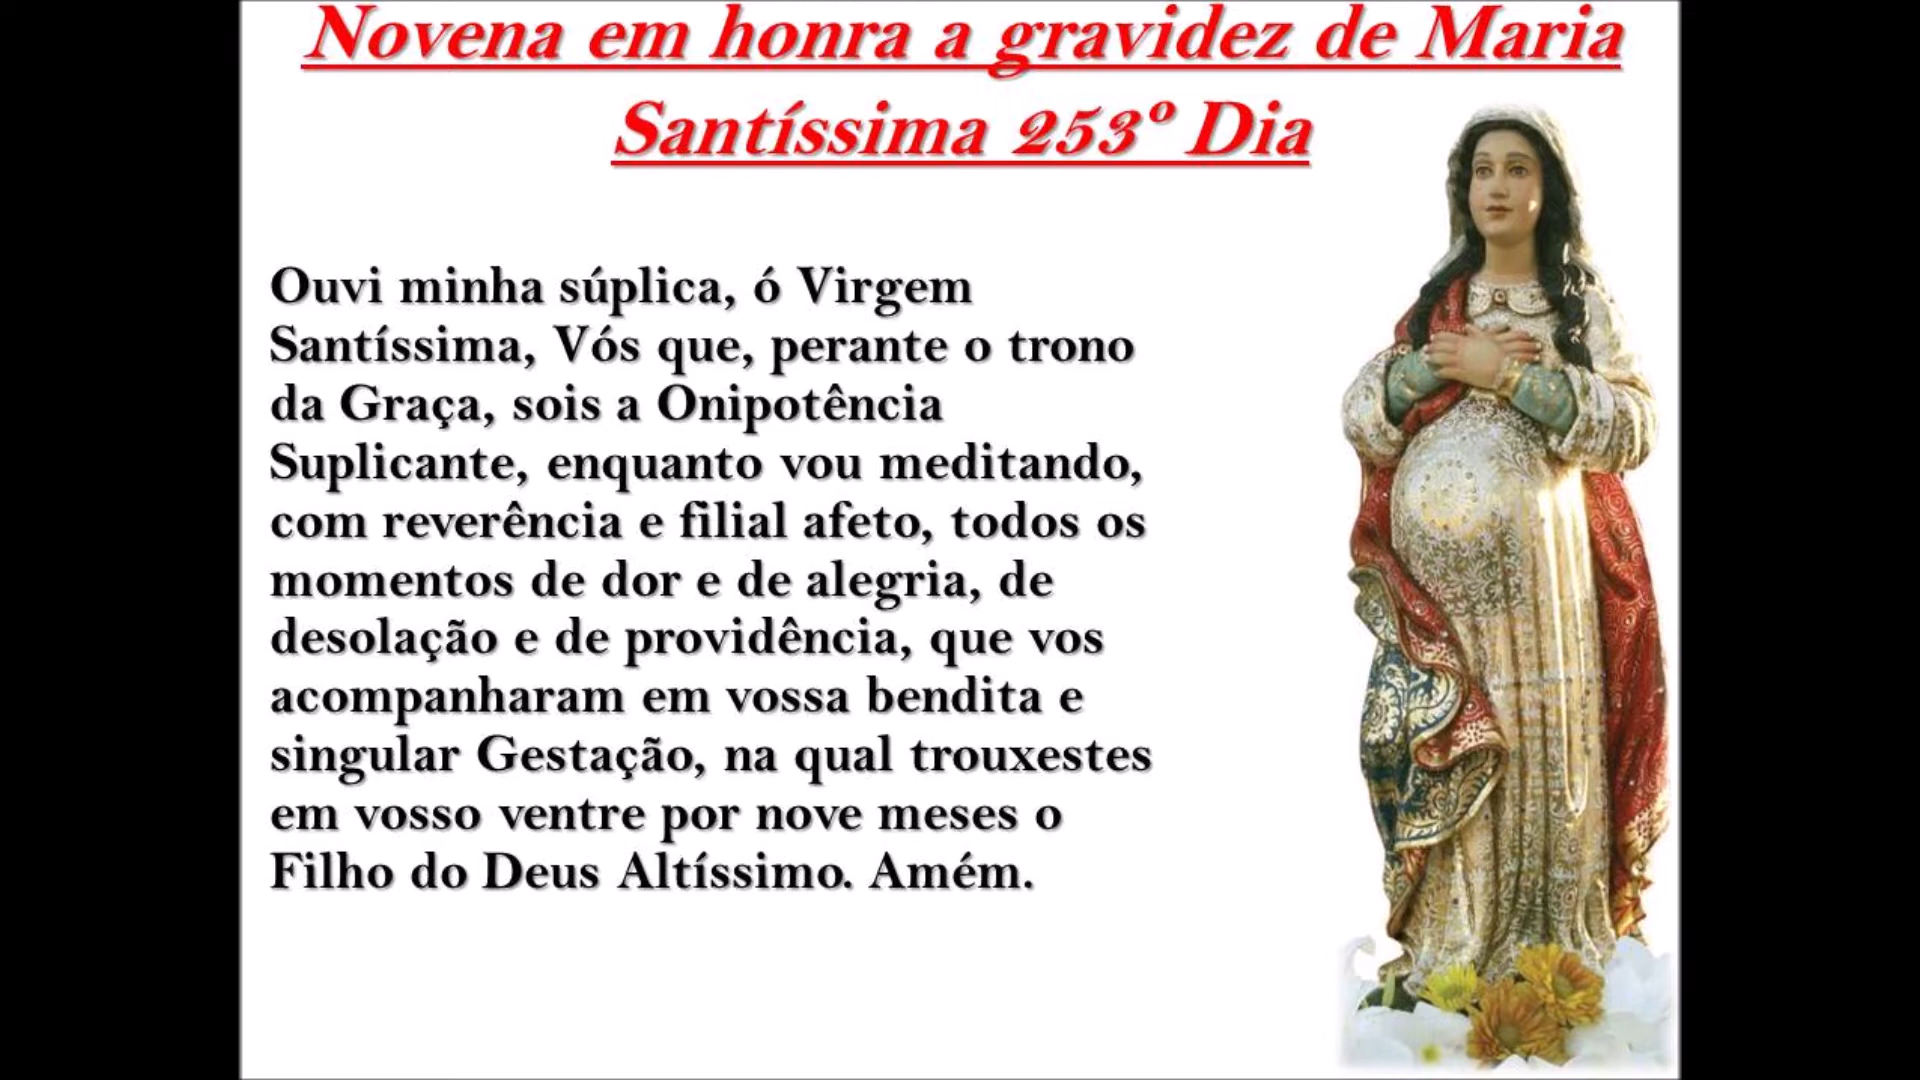 Novena em honra a gravidez de Maria
Santíssima 253º Dia
Ouvi minha súplica, ó Virgem
Santíssima, Vós que, perante o trono
da Graça, sois a Onipotência
Suplicante, enquanto vou meditando,
com reverência e filial afeto, todos os
momentos de dor e de alegria, de
desolação e de providência, que vos
acompanharam em vossa bendita e
singular Gestação, na qual trouxestes
em vosso ventre por nove meses o
Filho do Deus Altíssimo. Amém.